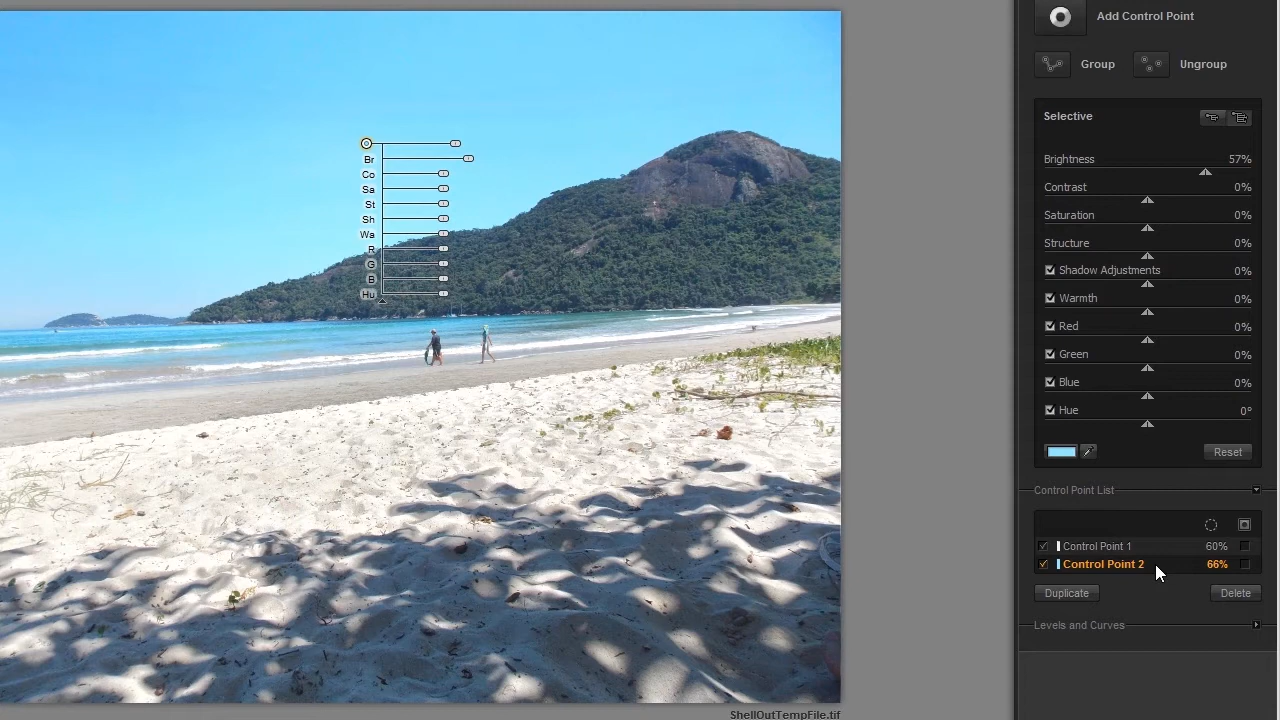 Add Control Point
Group
Ungroup
Selective
Br
Co
Sa
St
Sh
Wa
R
G
B
Hu
Brightness 57%
Contrast 0%
Saturation 0%
Structure 0%
Shadow Adjustments 0%
Warmth 0%
Red 0%
Green 0%
Blue 0%
Hue 0°
Reset
Control Point List
Control Point 1 60%
Control Point 2 66%
Duplicate
Delete
Levels and Curves
ShellOutTempFile.tif